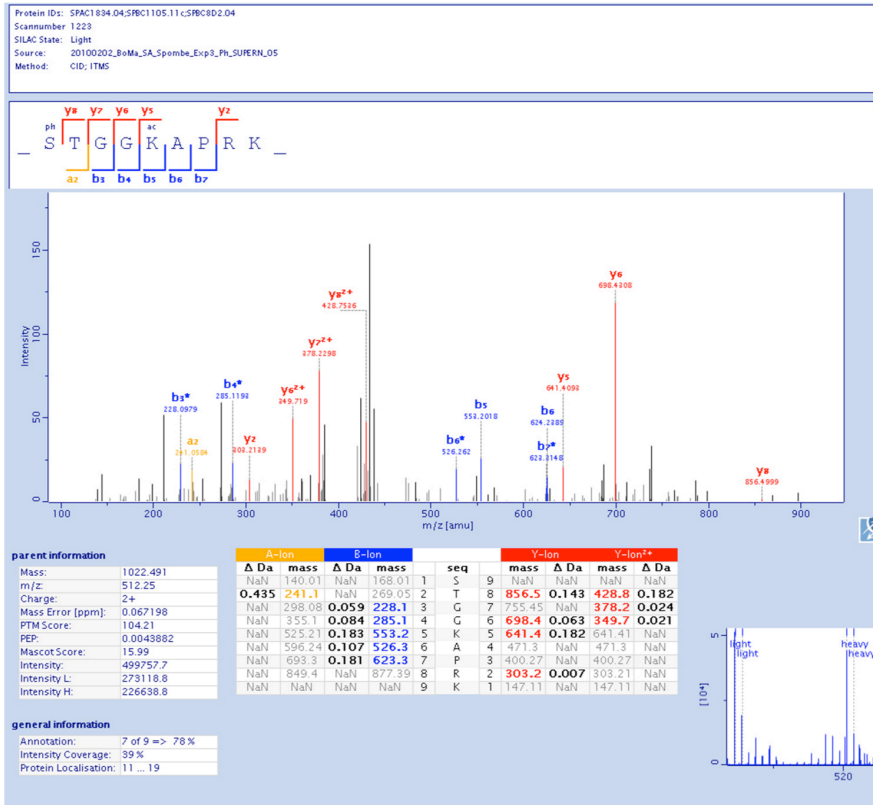 Protein IDs: SPAC1834.04;SPBC1105.11c;SPBC8D2.04
Scannumber 1223
SILAC State: Light
Source: 20100202_BoMa_SA_Spombe_Exp3_Ph_SUPERN_05
Method: CID; ITMS
y8 y7 y6 y5 y2
ph ac
_ S T G G K A P R K _
a2 b3 b4 b5 b6 b7
Intensity
150
100
50
0
y6
698.4308
y8²⁺
428.7536
y7²⁺
378.2298
b3*
228.0979
b4*
285.1193
y6²⁺
349.719
a2
241.0584
y2
303.2139
b5
553.2018
b6
624.2389
b6*
526.262
b7*
623.3148
y5
641.4093
y8
856.4999
100 200 300 400 500 600 700 800 900
m/z [amu]
parent information
Mass: 1022.491
m/z: 512.25
Charge: 2+
Mass Error [ppm]: 0.067198
PTM Score: 104.21
PEP: 0.0043882
Mascot Score: 15.99
Intensity: 499757.7
Intensity L: 273118.8
Intensity H: 226638.8
general information
Annotation: 7 of 9 => 78%
Intensity Coverage: 39%
Protein Localisation: 11 ... 19
A-Ion B-Ion Y-Ion Y-Ion²⁺
Δ Da mass Δ Da mass seq mass Δ Da mass Δ Da
NaN 140.01 NaN 168.01 1 S 9 NaN NaN NaN NaN
0.435 241.1 NaN 269.05 2 T 8 856.5 0.143 428.8 0.182
NaN 298.08 0.059 228.1 3 G 7 755.45 NaN 378.2 0.024
NaN 355.1 0.084 285.1 4 G 6 698.4 0.063 349.7 0.021
NaN 525.21 0.183 553.2 5 K 5 641.4 0.182 641.41 NaN
NaN 596.24 0.107 526.3 6 A 4 471.3 NaN 471.3 NaN
NaN 693.3 0.181 623.3 7 P 3 400.27 NaN 400.27 NaN
NaN 849.4 NaN 877.39 8 R 2 303.2 0.007 303.21 NaN
NaN NaN NaN NaN 9 K 1 147.11 NaN 147.11 NaN
[10⁴]
5
0
light
light
heavy
heavy
520